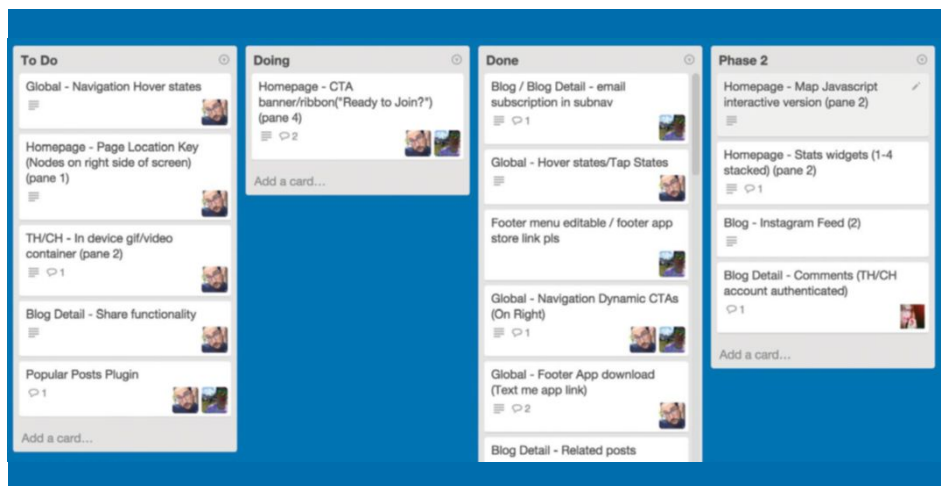 To Do
Global - Navigation Hover states
Homepage - Page Location Key
(Nodes on right side of screen)
(pane 1)
TH/CH - In device gif/video
container (pane 2)
1
Blog Detail - Share functionality
Popular Posts Plugin
1
Add a card...
Doing
Homepage - CTA
banner/ribbon("Ready to Join?")
(pane 4)
2
Add a card...
Done
Blog / Blog Detail - email
subscription in subnav
1
Global - Hover states/Tap States
Footer menu editable / footer app
store link pls
Global - Navigation Dynamic CTAs
(On Right)
1
Global - Footer App download
(Text me app link)
2
Blog Detail - Related posts
Phase 2
Homepage - Map Javascript
interactive version (pane 2)
Homepage - Stats widgets (1-4
stacked) (pane 2)
1
Blog - Instagram Feed (2)
Blog Detail - Comments (TH/CH
account authenticated)
1
Add a card...